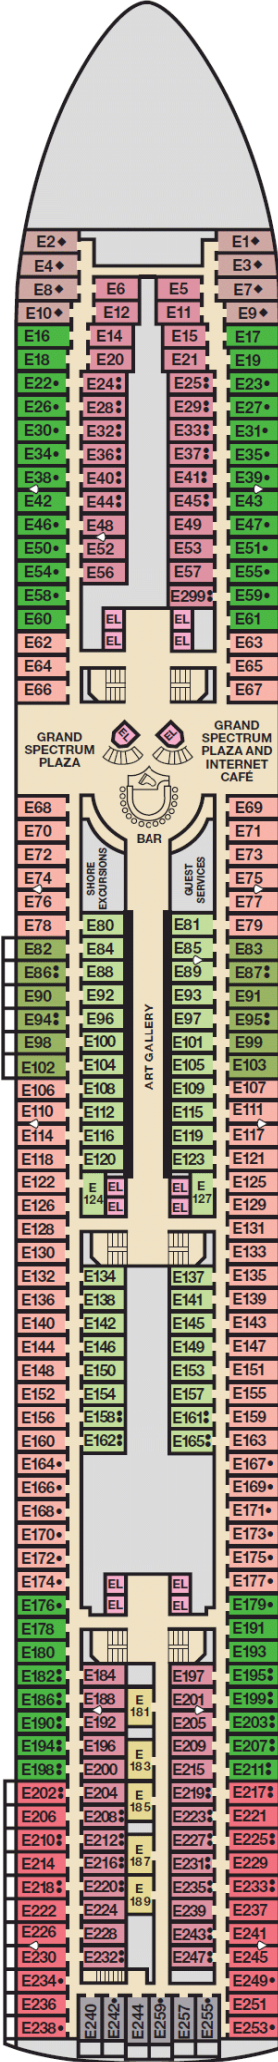 E2◆ E1◆
E4◆ E3◆
E8◆ E6 E5 E7◆
E10◆ E12 E11 E9◆
E16 E14 E15 E17
E18 E20 E21 E19
E22• E24: E25: E23•
E26• E28: E29: E27•
E30• E32: E33: E31•
E34• E36: E37: E35•
E38• E40: E41: E39•
E42 E44: E45: E43
E46• E48 E49 E47•
E50• E52 E53 E51•
E54• E56 E57 E55•
E58• E299: E59•
E60 EL EL E61
E62 EL EL E63
E64 E65
E66 E67
GRAND
SPECTRUM
PLAZA
EL EL
GRAND
SPECTRUM
PLAZA AND
INTERNET
CAFÉ
BAR
E68 E69
E70 E71
E72 E73
E74 E75
E76 E77
SHORE
EXCURSIONS
GUEST
SERVICES
E78 E80 E81 E79
E82 E84 E85 E83
E86: E88 E89 E87:
E90 E92 E93 E91
E94: E96 E97 E95:
E98 E100 E101 E99
E102 E104 E105 E103
ART GALLERY
E106 E108 E109 E107
E110 E112 E115 E111
E114 E116 E119 E117
E118 E120 E123 E121
E122 E
124 EL EL E
127 E125
E126 EL EL E129
E128 E131
E130 E133
E132 E134 E137 E135
E136 E138 E141 E139
E140 E142 E145 E143
E144 E146 E149 E147
E148 E150 E153 E151
E152 E154 E157 E155
E156 E158: E161: E159
E160 E162: E165: E163
E164• E167•
E166• E169•
E168• E171•
E170• E173•
E172• E175•
E174• EL EL E177•
E176• EL EL E179•
E178 E191
E180 E193
E182: E184 E197 E195:
E186: E188 E
181 E201 E199:
E190: E192 E205 E203:
E194: E196 E
183 E209 E207:
E198: E200 E215 E211:
E202: E204 E
185 E219: E217:
E206 E208: E223: E221
E210: E212: E
187 E227: E225:
E214 E216: E231: E229
E218: E220: E
189 E235: E233:
E222 E224 E239 E237
E226 E228 E243: E241
E230 E232: E247: E245
E234• E249•
E236 E251
E238• E240 E242• E244 E259• E257 E255• E253•